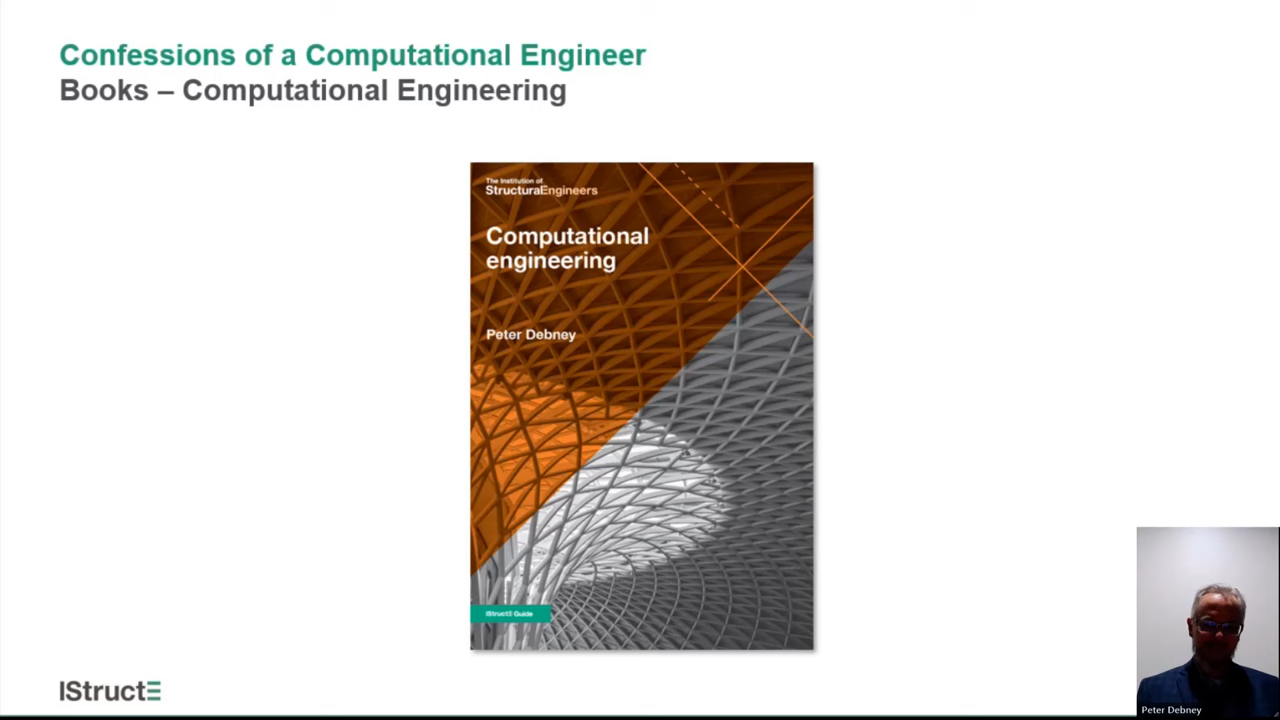 Confessions of a Computational Engineer
Books – Computational Engineering
The Institution of
StructuralEngineers
Computational
engineering
Peter Debney
IStructE Guide
IStructE
Peter Debney